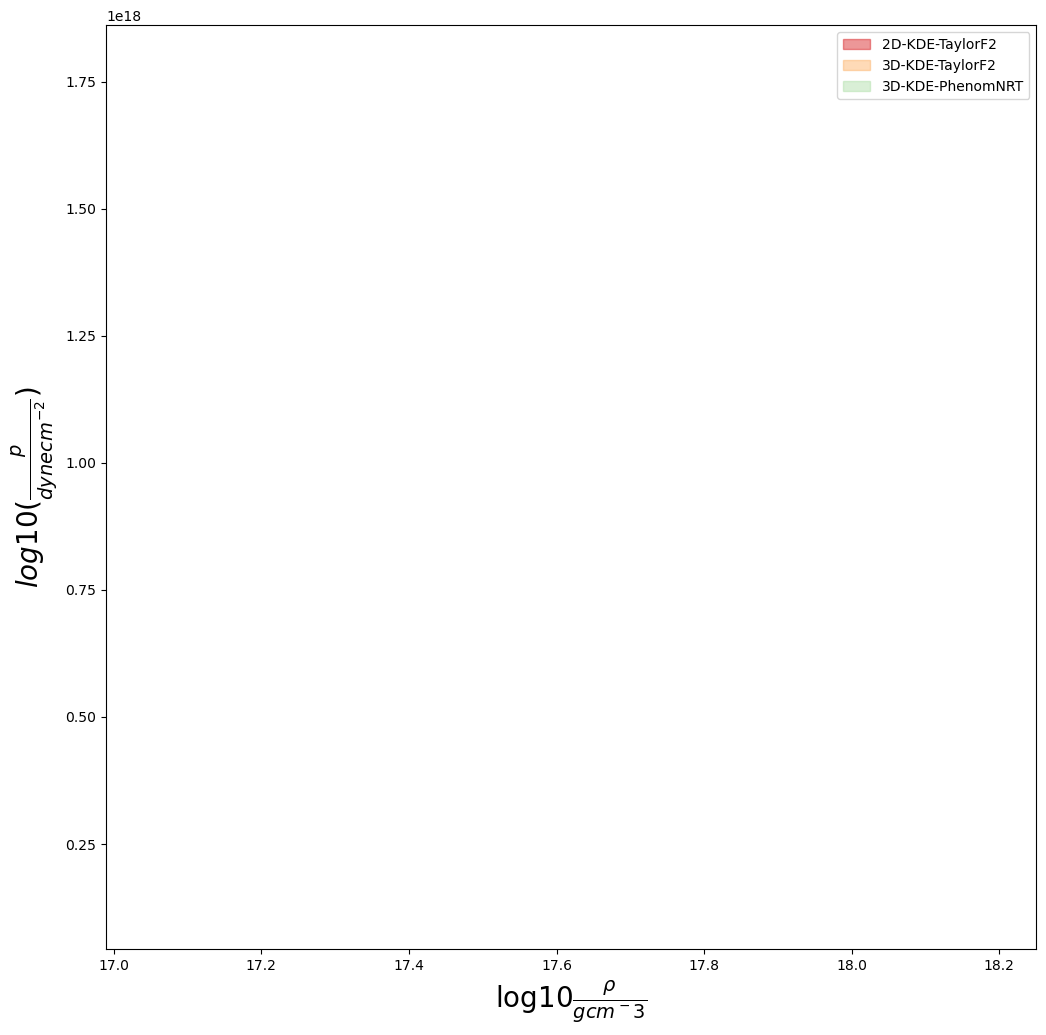 1e18
2D-KDE-TaylorF2
3D-KDE-TaylorF2
3D-KDE-PhenomNRT
1.75
1.50
1.25
1.00
0.75
0.50
0.25
log10(p/dynecm⁻²)
17.0 17.2 17.4 17.6 17.8 18.0 18.2
log10 ρ/gcm⁻3